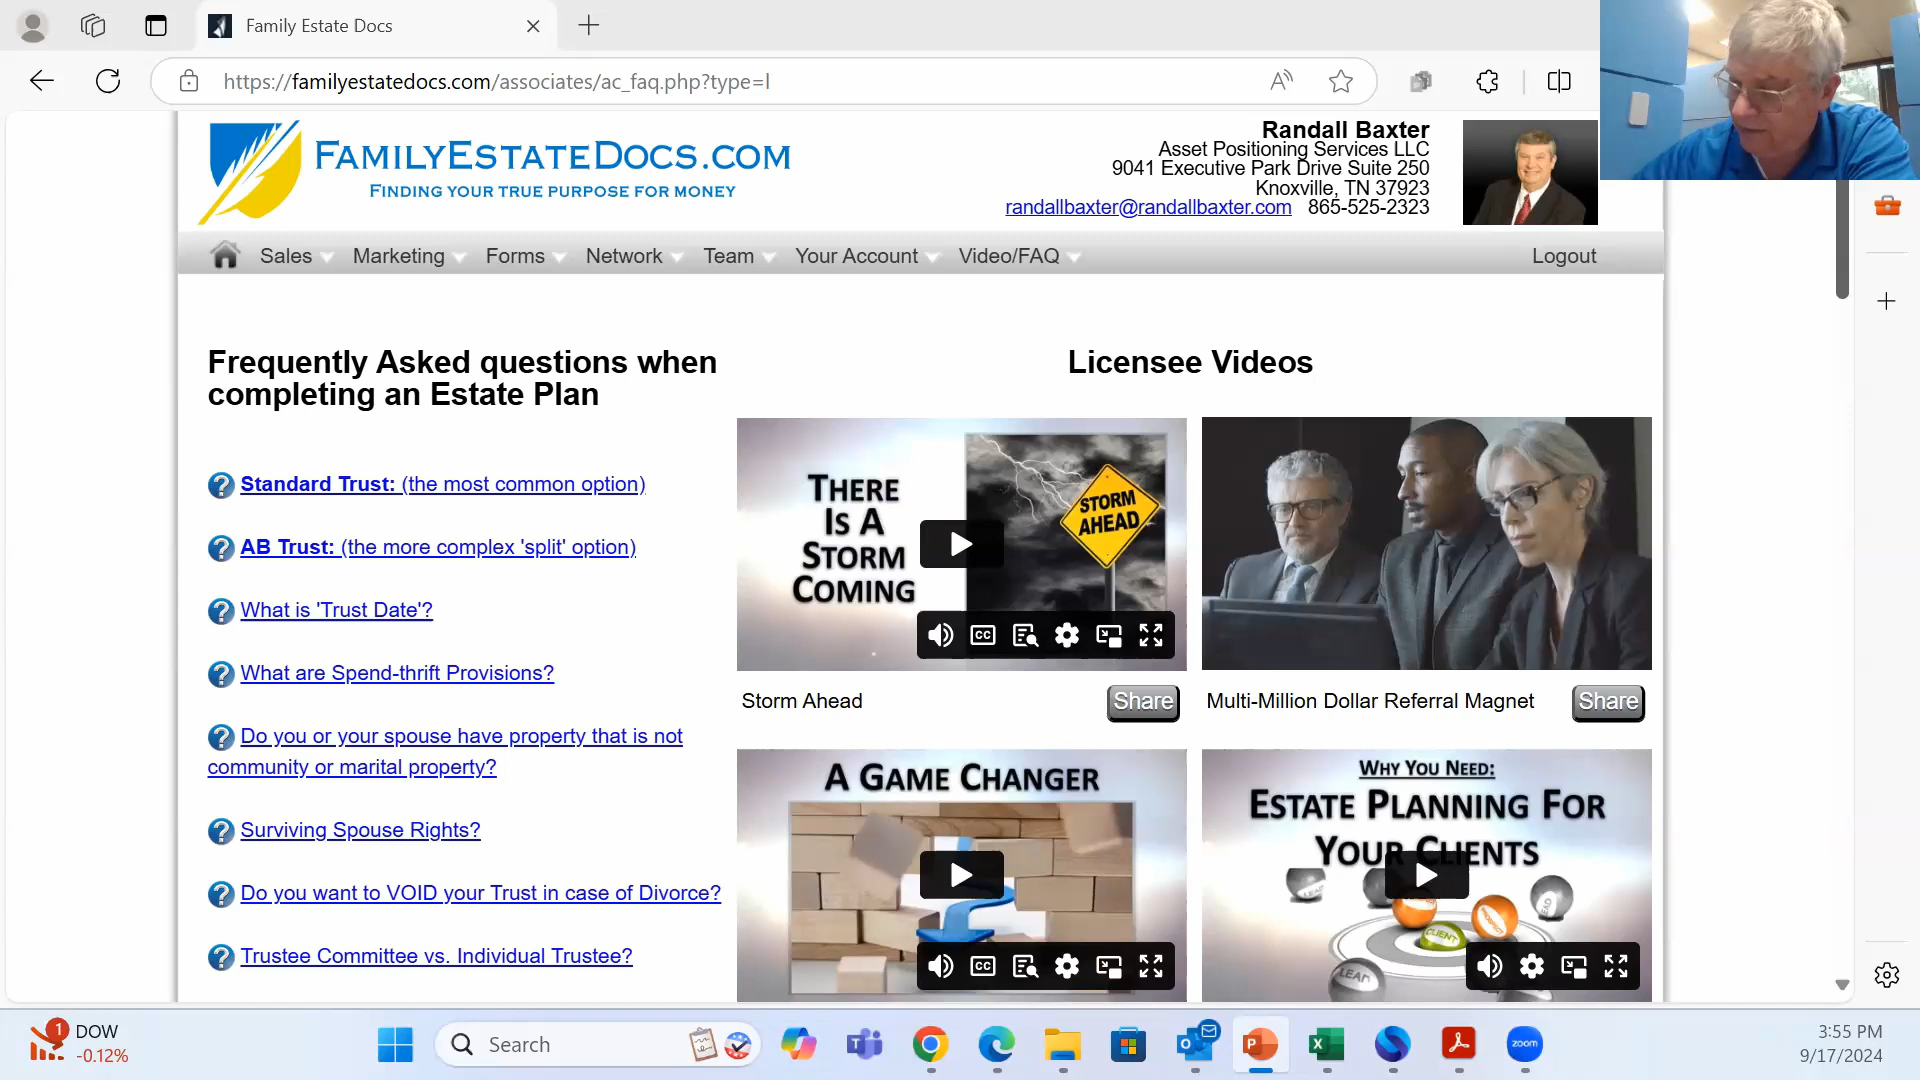 Family Estate Docs
https://familyestatedocs.com/associates/ac_faq.php?type=l
FAMILYESTATEDOCS.COM
FINDING YOUR TRUE PURPOSE FOR MONEY
Randall Baxter
Asset Positioning Services LLC
9041 Executive Park Drive Suite 250
Knoxville, TN 37923
randallbaxter@randallbaxter.com 865-525-2323
Sales Marketing Forms Network Team Your Account Video/FAQ Logout
Frequently Asked questions when
completing an Estate Plan
Standard Trust: (the most common option)
AB Trust: (the more complex 'split' option)
What is 'Trust Date'?
What are Spend-thrift Provisions?
Do you or your spouse have property that is not
community or marital property?
Surviving Spouse Rights?
Do you want to VOID your Trust in case of Divorce?
Trustee Committee vs. Individual Trustee?
Licensee Videos
THERE
IS A
STORM
COMING
STORM
AHEAD
CC
Storm Ahead
Share
Multi-Million Dollar Referral Magnet
Share
A GAME CHANGER
CC
WHY YOU NEED:
ESTATE PLANNING FOR
YOUR CLIENTS
LEAD
CLIENT
LEAD
1
DOW
-0.12%
Search
zoom
3:55 PM
9/17/2024